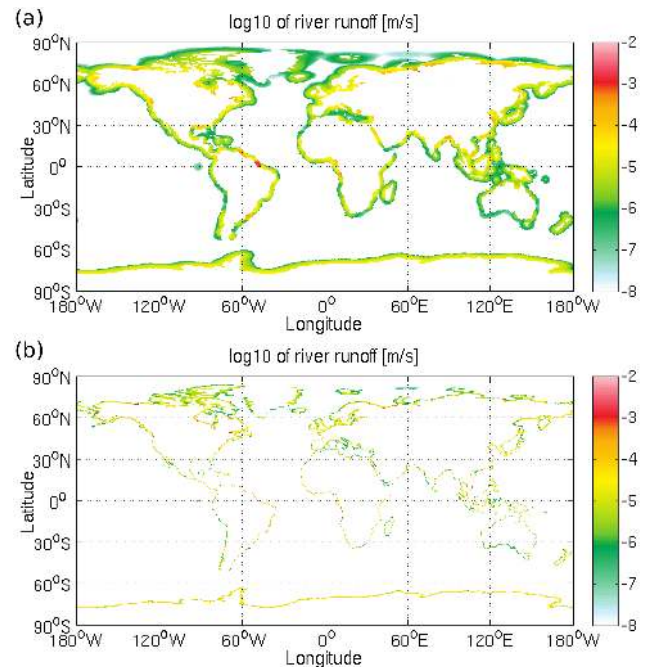 (a)
log10 of river runoff [m/s]
90°N
60°N
30°N
0°
30°S
60°S
90°S
Latitude
180°W 120°W 60°W 0° 60°E 120°E 180°W
Longitude
-2
-3
-4
-5
-6
-7
-8
(b)
log10 of river runoff [m/s]
90°N
60°N
30°N
0°
30°S
60°S
90°S
Latitude
180°W 120°W 60°W 0° 60°E 120°E 180°W
Longitude
-2
-3
-4
-5
-6
-7
-8